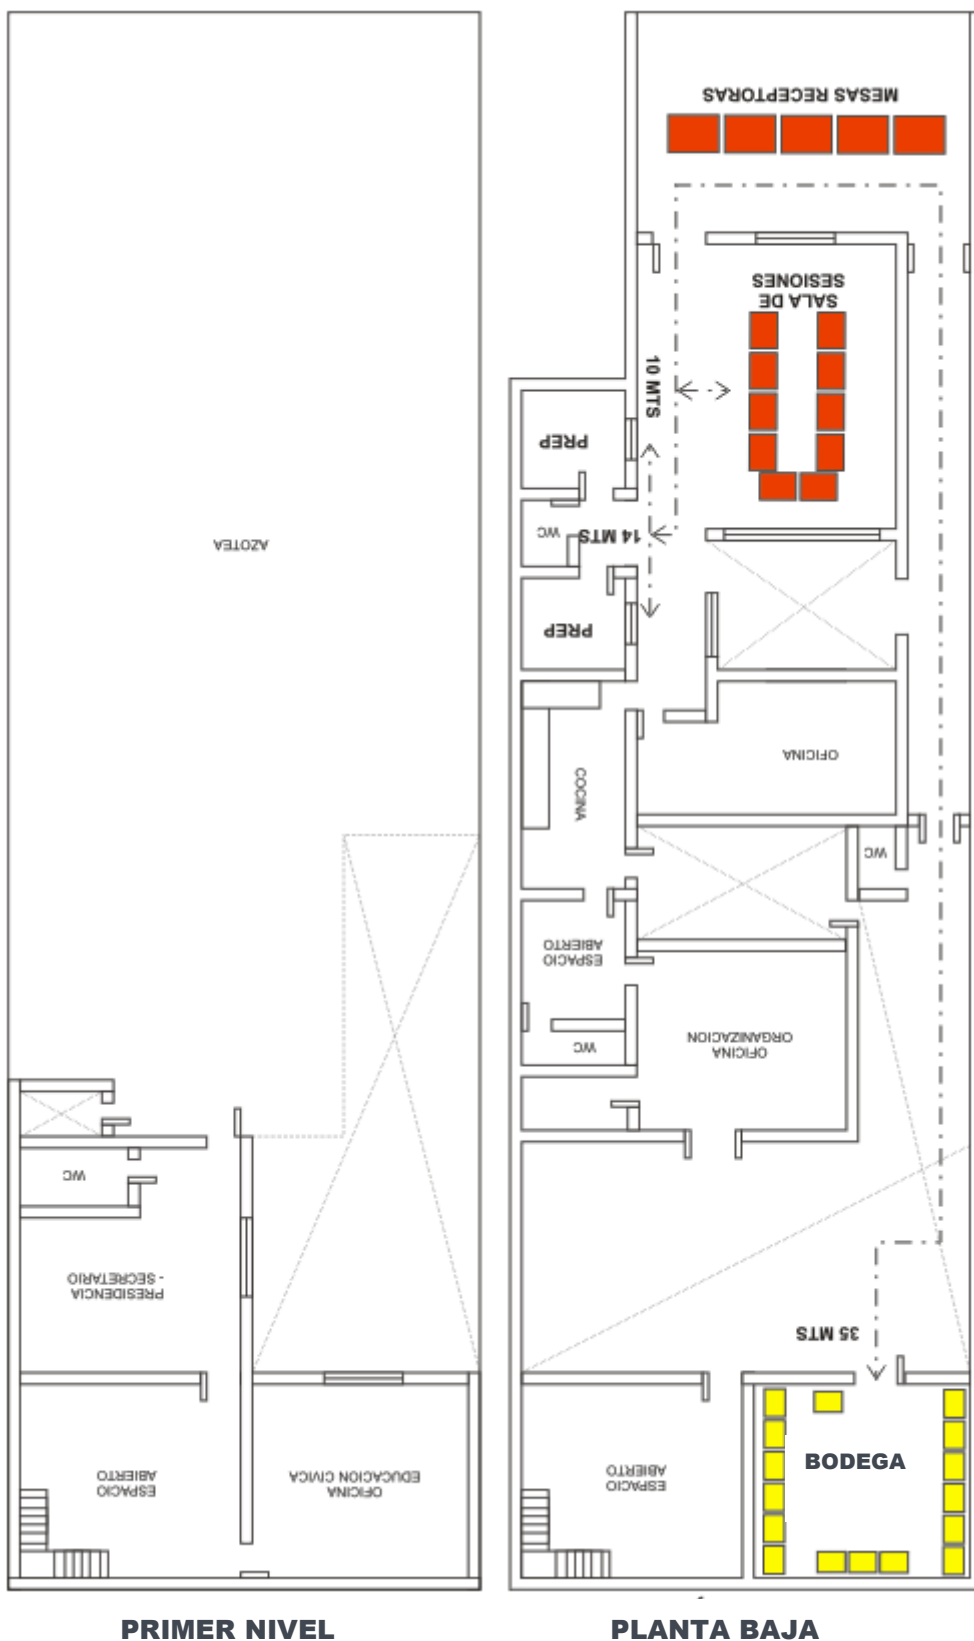 MESAS RECEPTORAS
SALA DE
SESIONES
10 MTS
PREP
WC
14 MTS
PREP
AZOTEA
OFICINA
COCINA
WC
ESPACIO
ABIERTO
OFICINA
ORGANIZACION
WC
WC
PRESIDENCIA
- SECRETARIO
35 MTS
ESPACIO
ABIERTO
OFICINA
EDUCACION CIVICA
ESPACIO
ABIERTO
BODEGA
PRIMER NIVEL
PLANTA BAJA